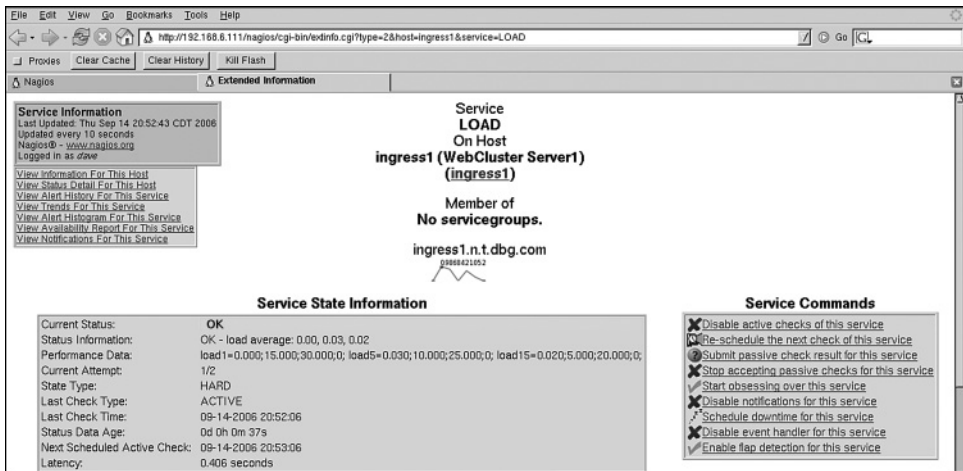 File Edit View Go Bookmarks Tools Help
http://192.168.6.111/nagios/cgi-bin/extinfo.cgi?type=2&host=ingress1&service=LOAD
Go
Proxies Clear Cache Clear History Kill Flash
Nagios Extended Information
Service Information
Last Updated: Thu Sep 14 20:52:43 CDT 2006
Updated every 10 seconds
Nagios® - www.nagios.org
Logged in as dave
View Information For This Host
View Status Detail For This Host
View Alert History For This Service
View Trends For This Service
View Alert Histogram For This Service
View Availability Report For This Service
View Notifications For This Service
Service
LOAD
On Host
ingress1 (WebCluster Server1)
(ingress1)
Member of
No servicegroups.
ingress1.n.t.dbg.com
Service State Information
Current Status: OK
Status Information: OK - load average: 0.00, 0.03, 0.02
Performance Data: load1=0.000;15.000;30.000;0; load5=0.030;10.000;25.000;0; load15=0.020;5.000;20.000;0;
Current Attempt: 1/2
State Type: HARD
Last Check Type: ACTIVE
Last Check Time: 09-14-2006 20:52:06
Status Data Age: 0d 0h 0m 37s
Next Scheduled Active Check: 09-14-2006 20:53:06
Latency: 0.406 seconds
Service Commands
Disable active checks of this service
Re-schedule the next check of this service
Submit passive check result for this service
Stop accepting passive checks for this service
Start obsessing over this service
Disable notifications for this service
Schedule downtime for this service
Disable event handler for this service
Enable flap detection for this service